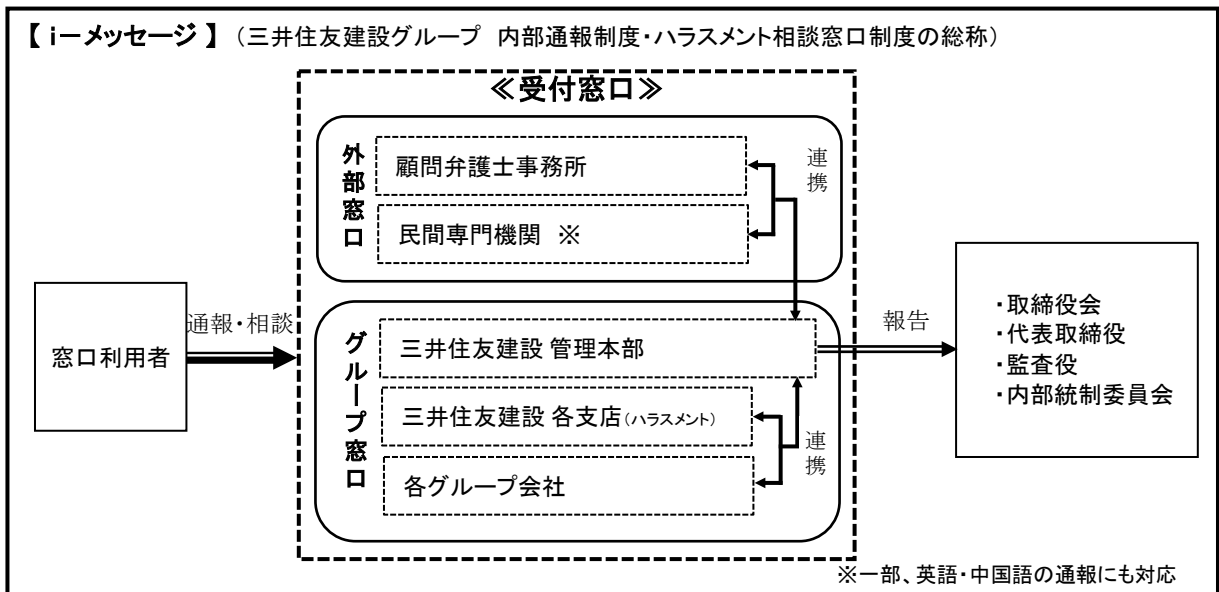 【 i－メッセージ 】 （三井住友建設グループ　内部通報制度・ハラスメント相談窓口制度の総称）
≪受付窓口≫
外部窓口
顧問弁護士事務所
民間専門機関　※
連携
窓口利用者
通報・相談
グループ窓口
三井住友建設 管理本部
三井住友建設 各支店（ハラスメント）
各グループ会社
連携
報告
・取締役会
・代表取締役
・監査役
・内部統制委員会
※一部、英語・中国語の通報にも対応